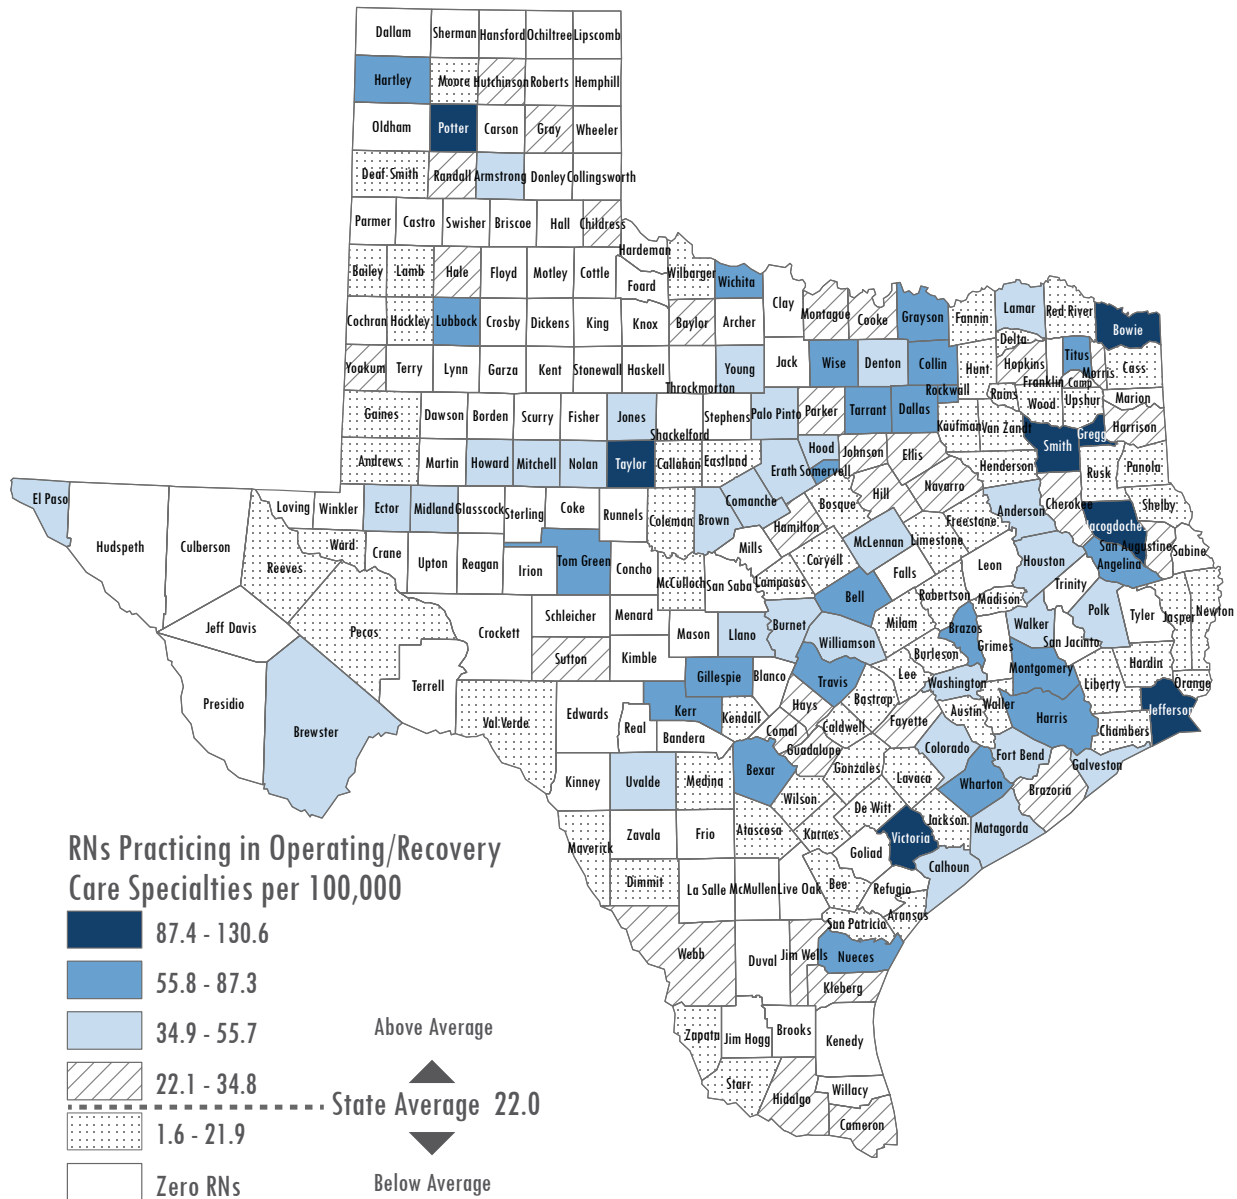 Dallam Sherman Hansford Ochiltree Lipscomb
Hartley Moore Hutchinson Roberts Hemphill
Oldham Potter Carson Gray Wheeler
Deaf Smith Randall Armstrong Donley Collingsworth
Parmer Castro Swisher Briscoe Hall Childress
Hardeman
Bailey Lamb Hale Floyd Motley Cottle Foard Wilbarger Wichita
Clay Montague Cooke Grayson Fannin Lamar Red River Bowie
Cochran Hockley Lubbock Crosby Dickens King Knox Baylor Archer
Delta Titus Morris Cass
Yoakum Terry Lynn Garza Kent Stonewall Haskell Throckmorton Young Jack Wise Denton Collin Hunt Hopkins Franklin Camp
Rockwall Rains Wood Upshur Marion
Gaines Dawson Borden Scurry Fisher Jones Shackelford Stephens Palo Pinto Parker Tarrant Dallas Kaufman Van Zandt Smith Gregg Harrison
Andrews Martin Howard Mitchell Nolan Taylor Callahan Eastland Erath Hood Somervell Johnson Ellis Henderson Rusk Panola
El Paso Hudspeth Culberson Loving Winkler Ector Midland Glasscock Sterling Coke Runnels Coleman Brown Comanche Hamilton Bosque Hill Navarro Freestone Anderson Cherokee Nacogdoches Shelby
Reeves Ward Crane Upton Reagan Irion Tom Green Concho McCulloch San Saba Mills Lampasas Coryell McLennan Limestone Falls Leon Houston Trinity Angelina San Augustine Sabine
Jeff Davis Pecos Crockett Schleicher Menard Mason Llano Burnet Bell Williamson Milam Robertson Brazos Madison Grimes Walker San Jacinto Polk Tyler Jasper Newton
Presidio Brewster Terrell Sutton Kimble Gillespie Blanco Travis Bastrop Lee Burleson Washington Montgomery Liberty Hardin Orange
Val Verde Edwards Real Kerr Bandera Kendall Hays Comal Caldwell Fayette Austin Waller Harris Chambers Jefferson
Kinney Uvalde Medina Bexar Guadalupe Gonzales Lavaca Colorado Wharton Fort Bend Brazoria Galveston
Maverick Zavala Frio Atascosa Wilson Karnes De Witt Victoria Jackson Matagorda
Dimmit La Salle McMullen Live Oak Bee Goliad Refugio Calhoun
Aransas San Patricio
Webb Duval Jim Wells Nueces
Kleberg
Zapata Jim Hogg Brooks Kenedy
Starr Hidalgo Willacy
Cameron
RNs Practicing in Operating/Recovery
Care Specialties per 100,000
87.4 - 130.6
55.8 - 87.3
34.9 - 55.7
22.1 - 34.8
1.6 - 21.9
Zero RNs
Above Average
State Average 22.0
Below Average